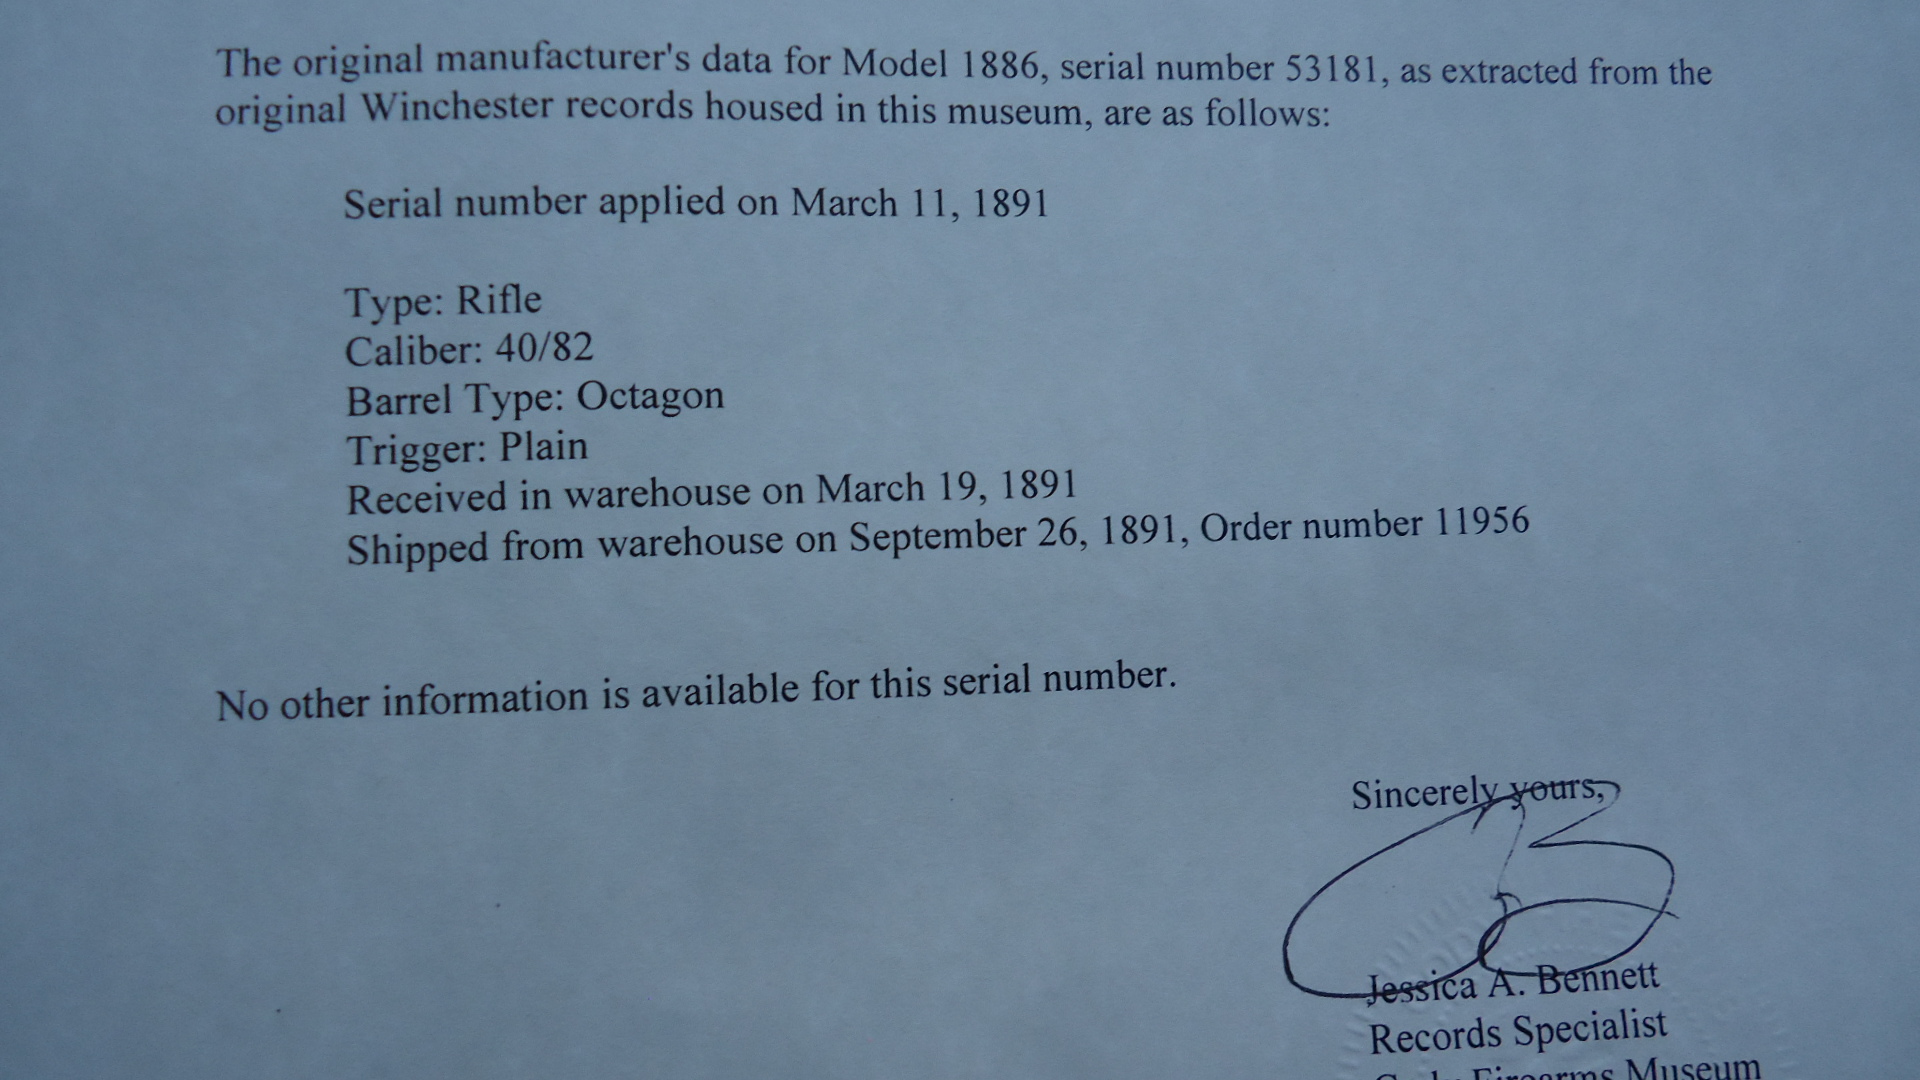 The original manufacturer's data for Model 1886, serial number 53181, as extracted from the
original Winchester records housed in this museum, are as follows:
Serial number applied on March 11, 1891
Type: Rifle
Caliber: 40/82
Barrel Type: Octagon
Trigger: Plain
Received in warehouse on March 19, 1891
Shipped from warehouse on September 26, 1891, Order number 11956
No other information is available for this serial number.
Sincerely yours,
Jessica A. Bennett
Records Specialist
Cody Firearms Museum